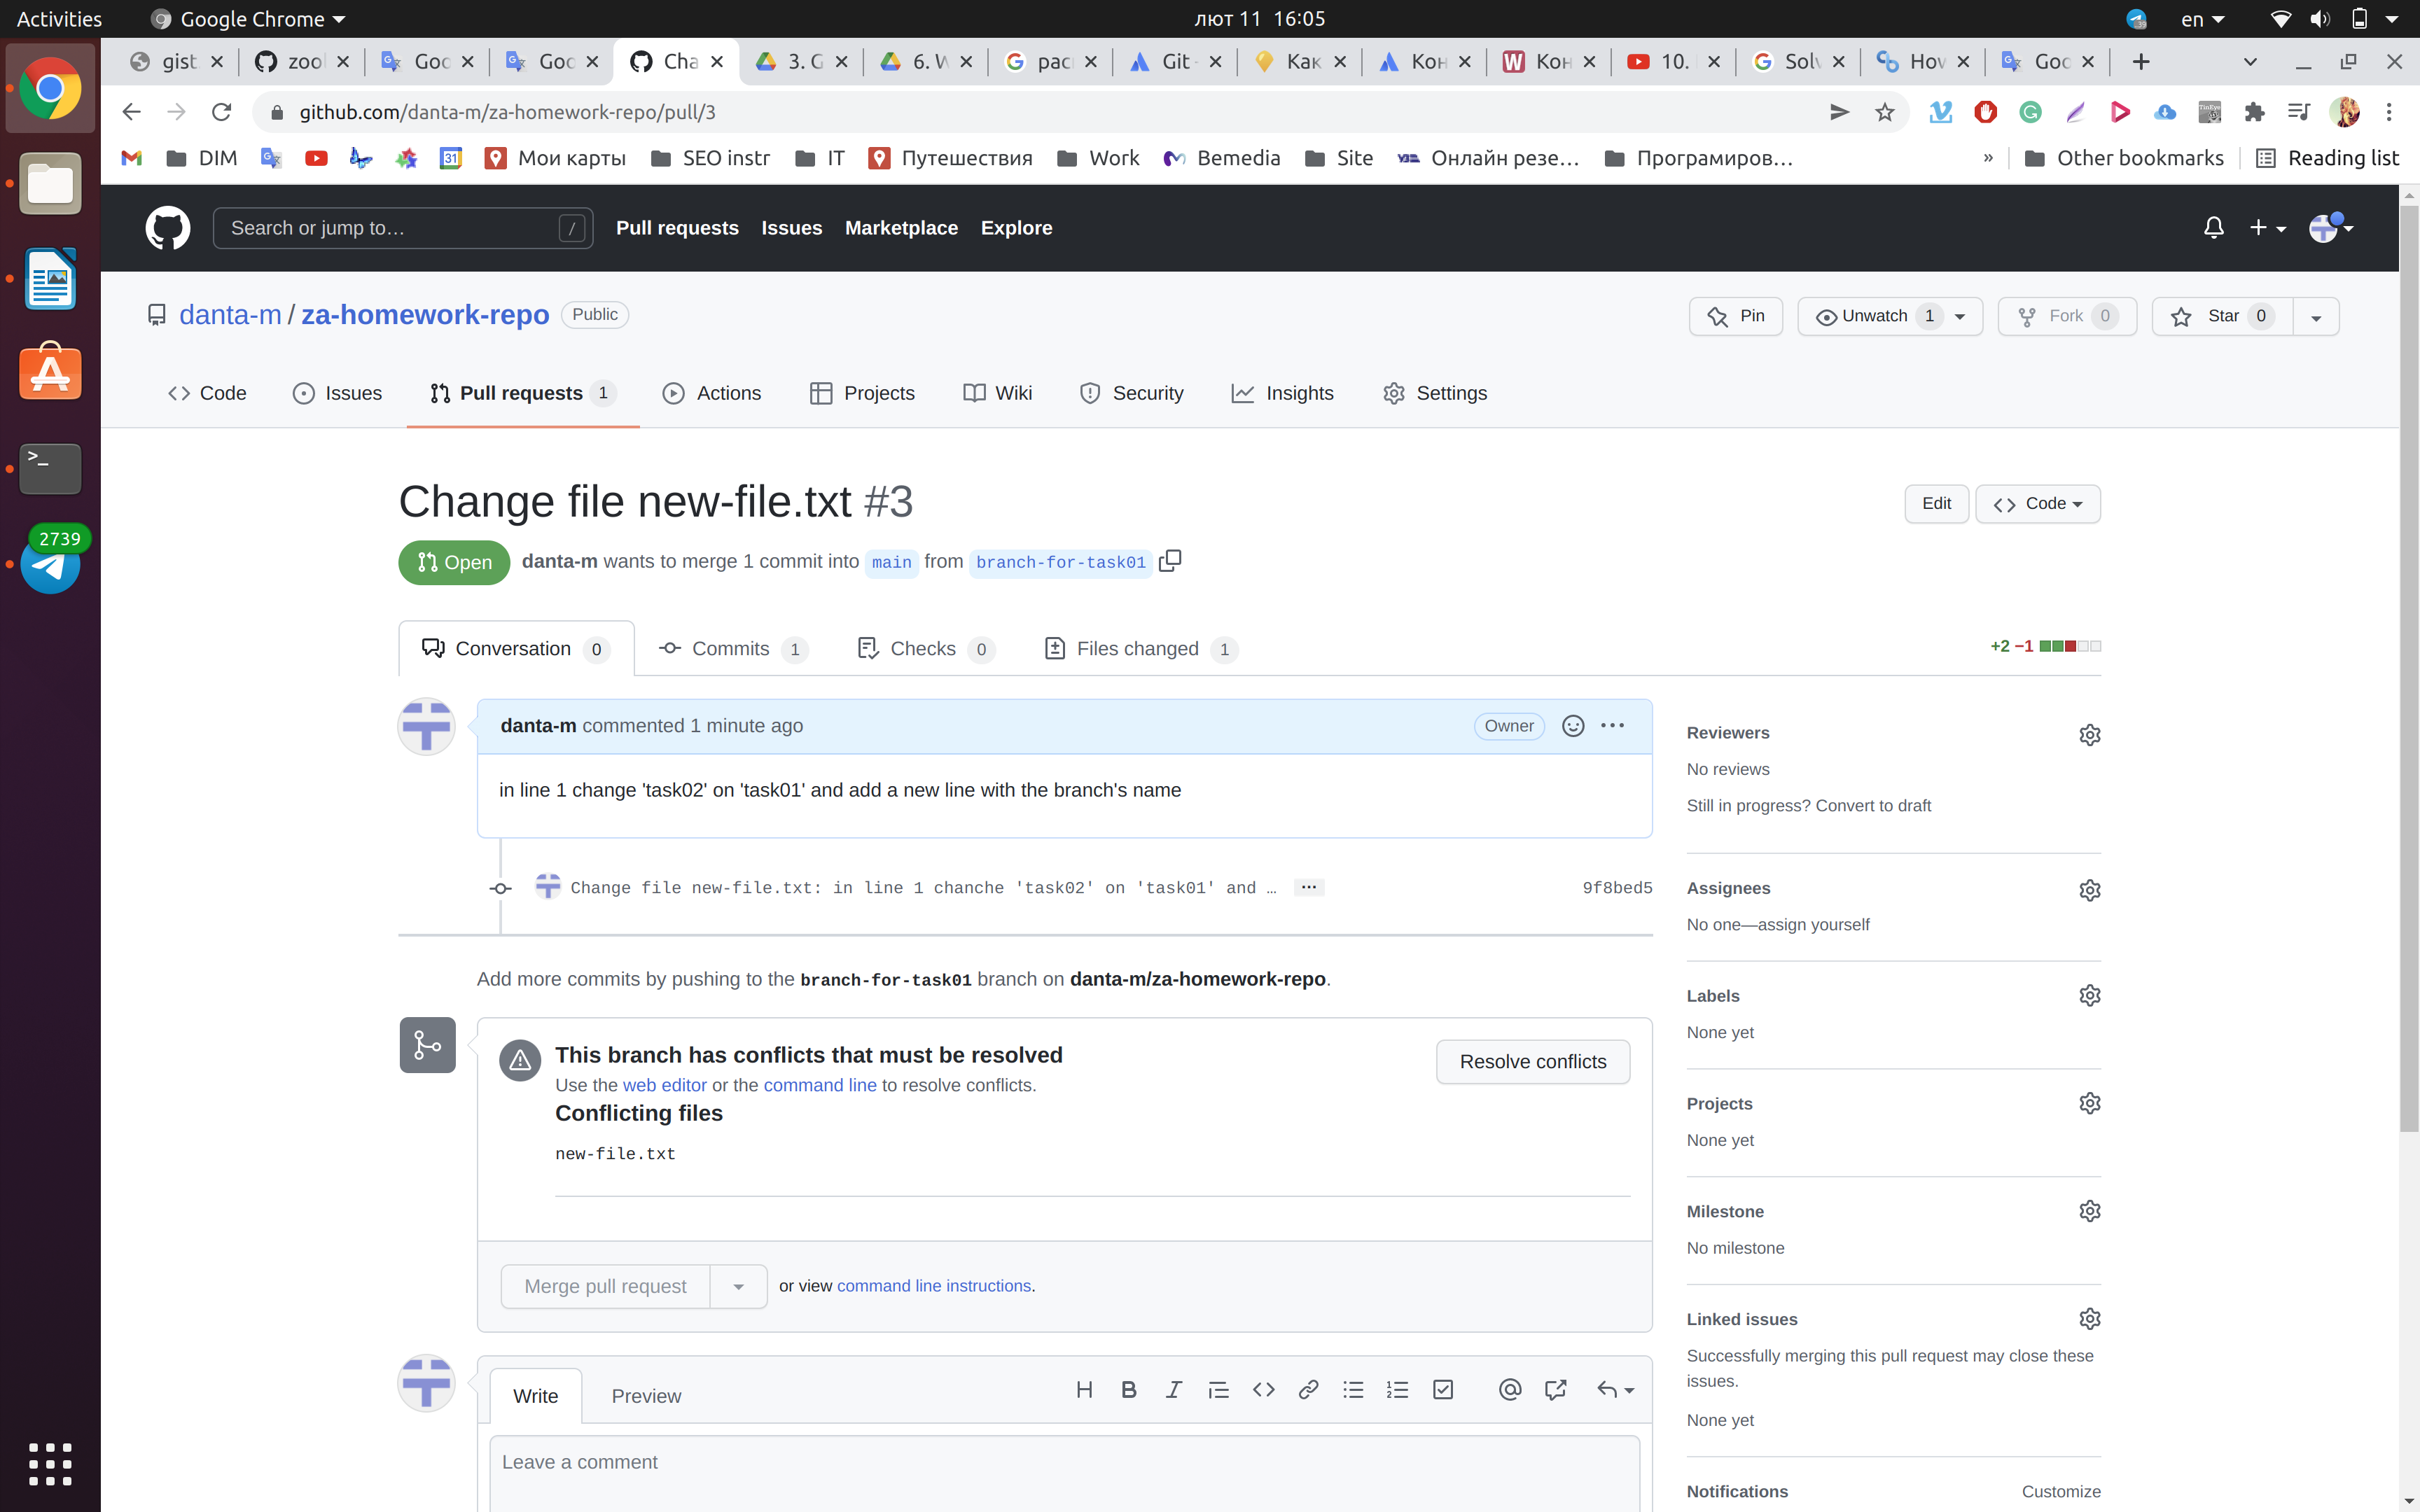 Activities Google Chrome лют 11 16:05 en
gist. zool Goo Goo Cha 3. G 6. W рас Git - Как Кон Кон 10. Solv How Goo
github.com/danta-m/za-homework-repo/pull/3
DIM 31 Мои карты SEO instr IT Путешествия Work Bemedia Site Онлайн резе... Програмиров... » Other bookmarks Reading list
Search or jump to… / Pull requests Issues Marketplace Explore
danta-m / za-homework-repo Public Pin Unwatch 1 Fork 0 Star 0
Code Issues Pull requests 1 Actions Projects Wiki Security Insights Settings
Change file new-file.txt #3 Edit Code
Open danta-m wants to merge 1 commit into main from branch-for-task01
Conversation 0 Commits 1 Checks 0 Files changed 1 +2 −1
2739
danta-m commented 1 minute ago Owner
in line 1 change 'task02' on 'task01' and add a new line with the branch's name
Change file new-file.txt: in line 1 chanche 'task02' on 'task01' and … 9f8bed5
Add more commits by pushing to the branch-for-task01 branch on danta-m/za-homework-repo.
This branch has conflicts that must be resolved
Use the web editor or the command line to resolve conflicts.
Resolve conflicts
Conflicting files
new-file.txt
Merge pull request or view command line instructions.
Write Preview
Leave a comment
Reviewers
No reviews
Still in progress? Convert to draft
Assignees
No one—assign yourself
Labels
None yet
Projects
None yet
Milestone
No milestone
Linked issues
Successfully merging this pull request may close these
issues.
None yet
Notifications Customize